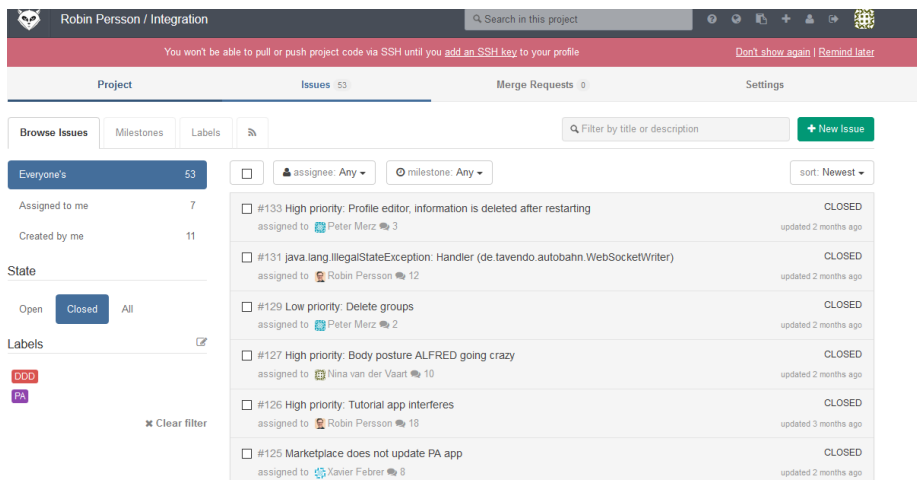 Robin Persson / Integration
Search in this project
You won't be able to pull or push project code via SSH until you add an SSH key to your profile
Don't show again | Remind later
Project
Issues 53
Merge Requests 0
Settings
Browse Issues
Milestones
Labels
Filter by title or description
+ New Issue
Everyone's 53
Assigned to me 7
Created by me 11
State
Open
Closed
All
Labels
DDD
PA
Clear filter
assignee: Any
milestone: Any
sort: Newest
#133 High priority: Profile editor, information is deleted after restarting
CLOSED
assigned to Peter Merz 3
updated 2 months ago
#131 java.lang.IllegalStateException: Handler (de.tavendo.autobahn.WebSocketWriter)
CLOSED
assigned to Robin Persson 12
updated 2 months ago
#129 Low priority: Delete groups
CLOSED
assigned to Peter Merz 2
updated 2 months ago
#127 High priority: Body posture ALFRED going crazy
CLOSED
assigned to Nina van der Vaart 10
updated 2 months ago
#126 High priority: Tutorial app interferes
CLOSED
assigned to Robin Persson 18
updated 3 months ago
#125 Marketplace does not update PA app
CLOSED
assigned to Xavier Febrer 8
updated 2 months ago